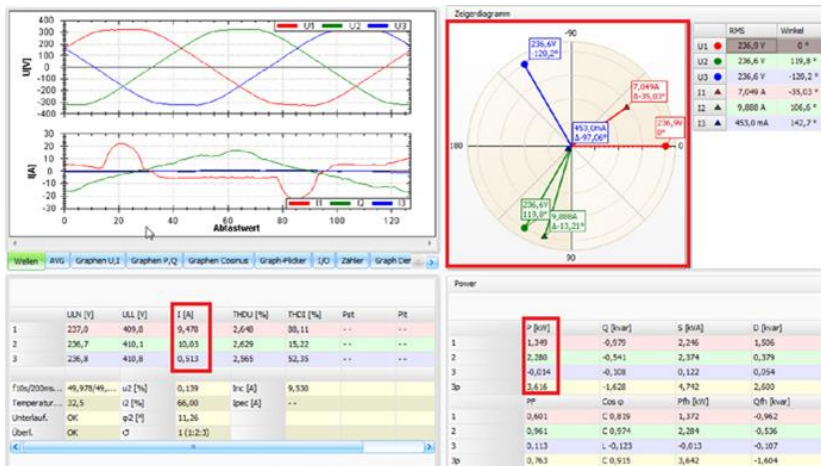 Zeigerdiagramm
U1 U2 U3
U[V]
400
300
200
100
0
-100
-200
-300
-400
I[A]
30
20
10
0
-10
-20
-30
I1 I2 I3
0 20 40 60 80 100 120
Abtastwert
-90
180
0
90
236,6V
-120,2°
7,049A
Δ-35,03°
453,0mA
Δ-97,06°
236,9V
0°
236,6V
119,8°
9,888A
Δ-13,21°
RMS Winkel
U1 236,9 V 0 °
U2 236,6 V 119,8 °
U3 236,6 V -120,2 °
I1 7,049 A -35,03 °
I2 9,888 A 106,6 °
I3 453,0 mA 142,7 °
Wellen AVG Graphen U,I Graphen P,Q Graphen Cosinus Graph-Flicker I/O Zähler Graph Der
ULN [V] ULL [V] I [A] THDU [%] THDI [%] Pst Plt
1 237,0 409,8 9,478 2,648 88,11 -- --
2 236,7 410,1 10,03 2,629 15,22 -- --
3 236,8 410,8 0,513 2,565 52,35 -- --
f10s/200ms... 49,978/49,... u2 [%] 0,139 Inc [A] 9,530
Temperatur... 32,5 i2 [%] 66,00 Ipec [A] --
Unterlauf. OK φ2 [°] 11,26
Überl. OK 1 (1:2:3)
Power
P [kW] Q [kvar] S [kVA] D [kvar]
1 1,349 -0,979 2,246 1,506
2 2,280 -0,541 2,374 0,379
3 -0,014 -0,108 0,122 0,054
3p 3,616 -1,628 4,742 2,600
PF Cos φ Pfh [kW] Qfh [kvar]
1 0,601 C 0,819 1,372 -0,962
2 0,961 C 0,974 2,284 -0,536
3 0,113 L -0,123 -0,013 -0,107
3p 0,763 C 0,915 3,642 -1,604